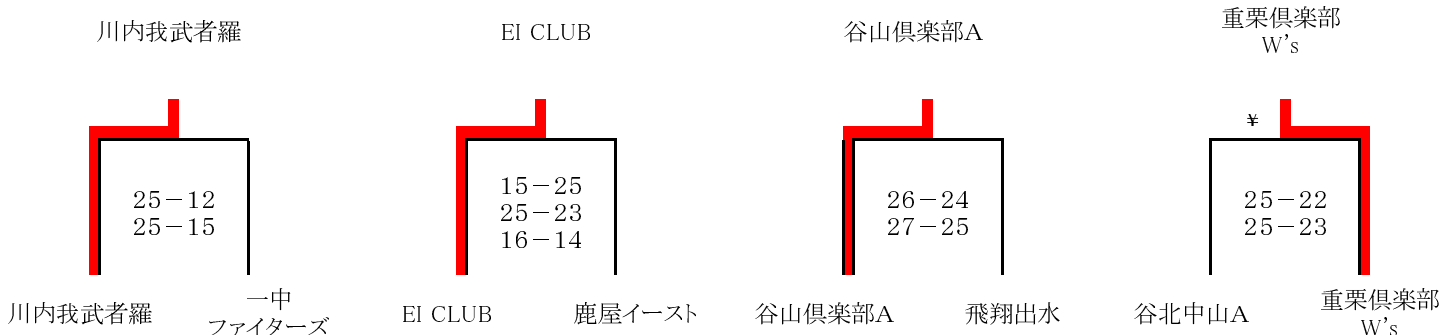 川内我武者羅
EI CLUB
谷山倶楽部A
重栗倶楽部
W's
¥
25－12
25－15
15－25
25－23
16－14
26－24
27－25
25－22
25－23
川内我武者羅
一中
ファイターズ
EI CLUB
鹿屋イースト
谷山倶楽部A
飛翔出水
谷北中山A
重栗倶楽部
W's